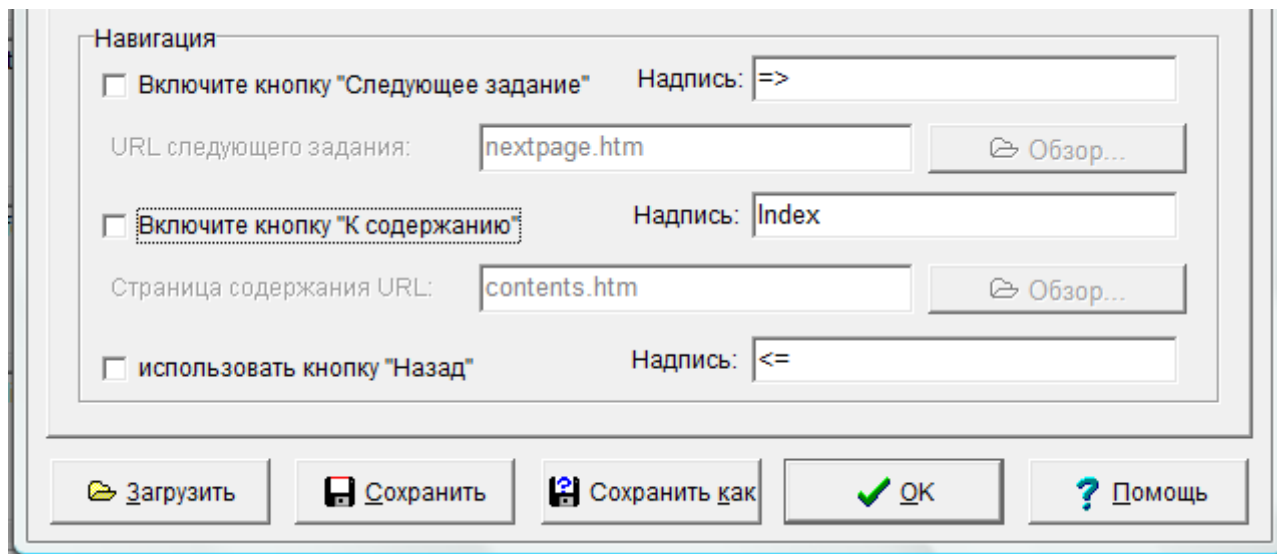 Навигация
Включите кнопку "Следующее задание" Надпись: =>
URL следующего задания: nextpage.htm Обзор...
Включите кнопку "К содержанию" Надпись: Index
Страница содержания URL: contents.htm Обзор...
использовать кнопку "Назад" Надпись: <=
Загрузить Сохранить Сохранить как OK Помощь